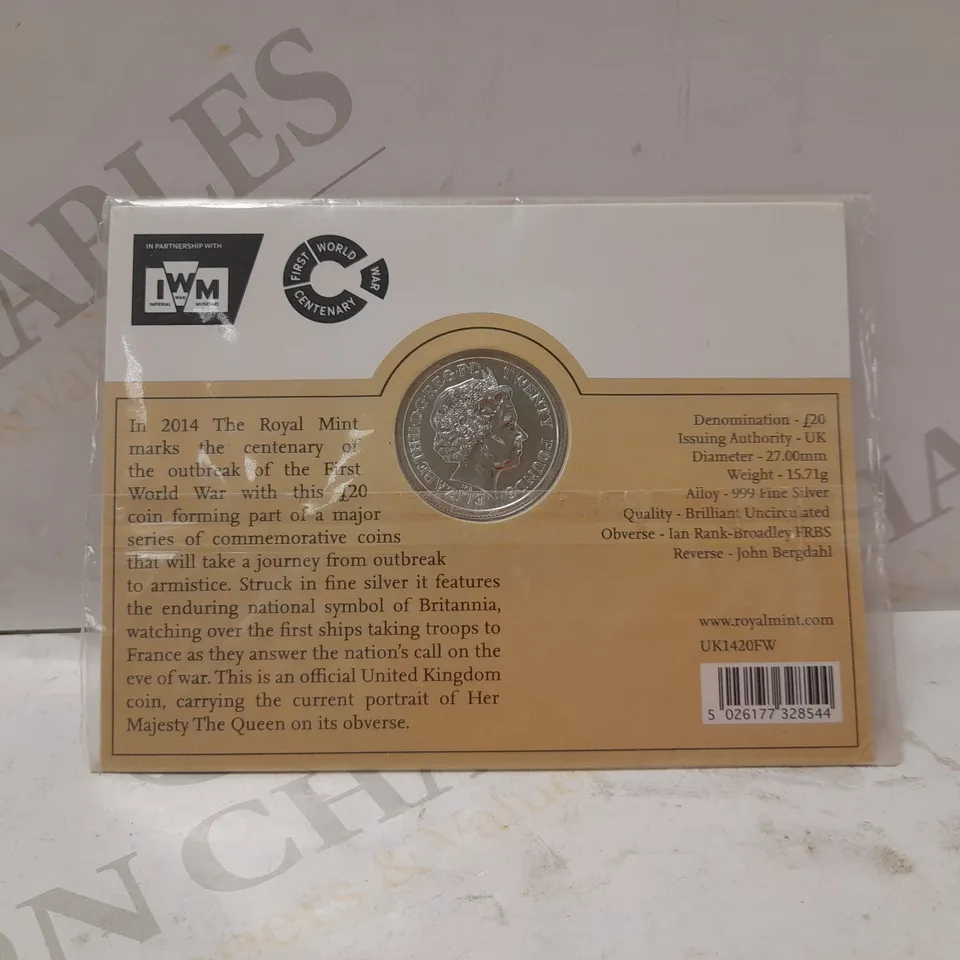 IN PARTNERSHIP WITH
IWM
IMPERIAL WAR MUSEUMS
FIRST WORLD WAR CENTENARY
In 2014 The Royal Mint
marks the centenary of
the outbreak of the First
World War with this £20
coin forming part of a major
series of commemorative coins
that will take a journey from outbreak
to armistice. Struck in fine silver it features
the enduring national symbol of Britannia,
watching over the first ships taking troops to
France as they answer the nation's call on the
eve of war. This is an official United Kingdom
coin, carrying the current portrait of Her
Majesty The Queen on its obverse.
ELIZABETH·II·D·G·REG·F·D· TWENTY POUNDS
Denomination - £20
Issuing Authority - UK
Diameter - 27.00mm
Weight - 15.71g
Alloy - 999 Fine Silver
Quality - Brilliant Uncirculated
Obverse - Ian Rank-Broadley FRBS
Reverse - John Bergdahl
www.royalmint.com
UK1420FW
5 026177 328544